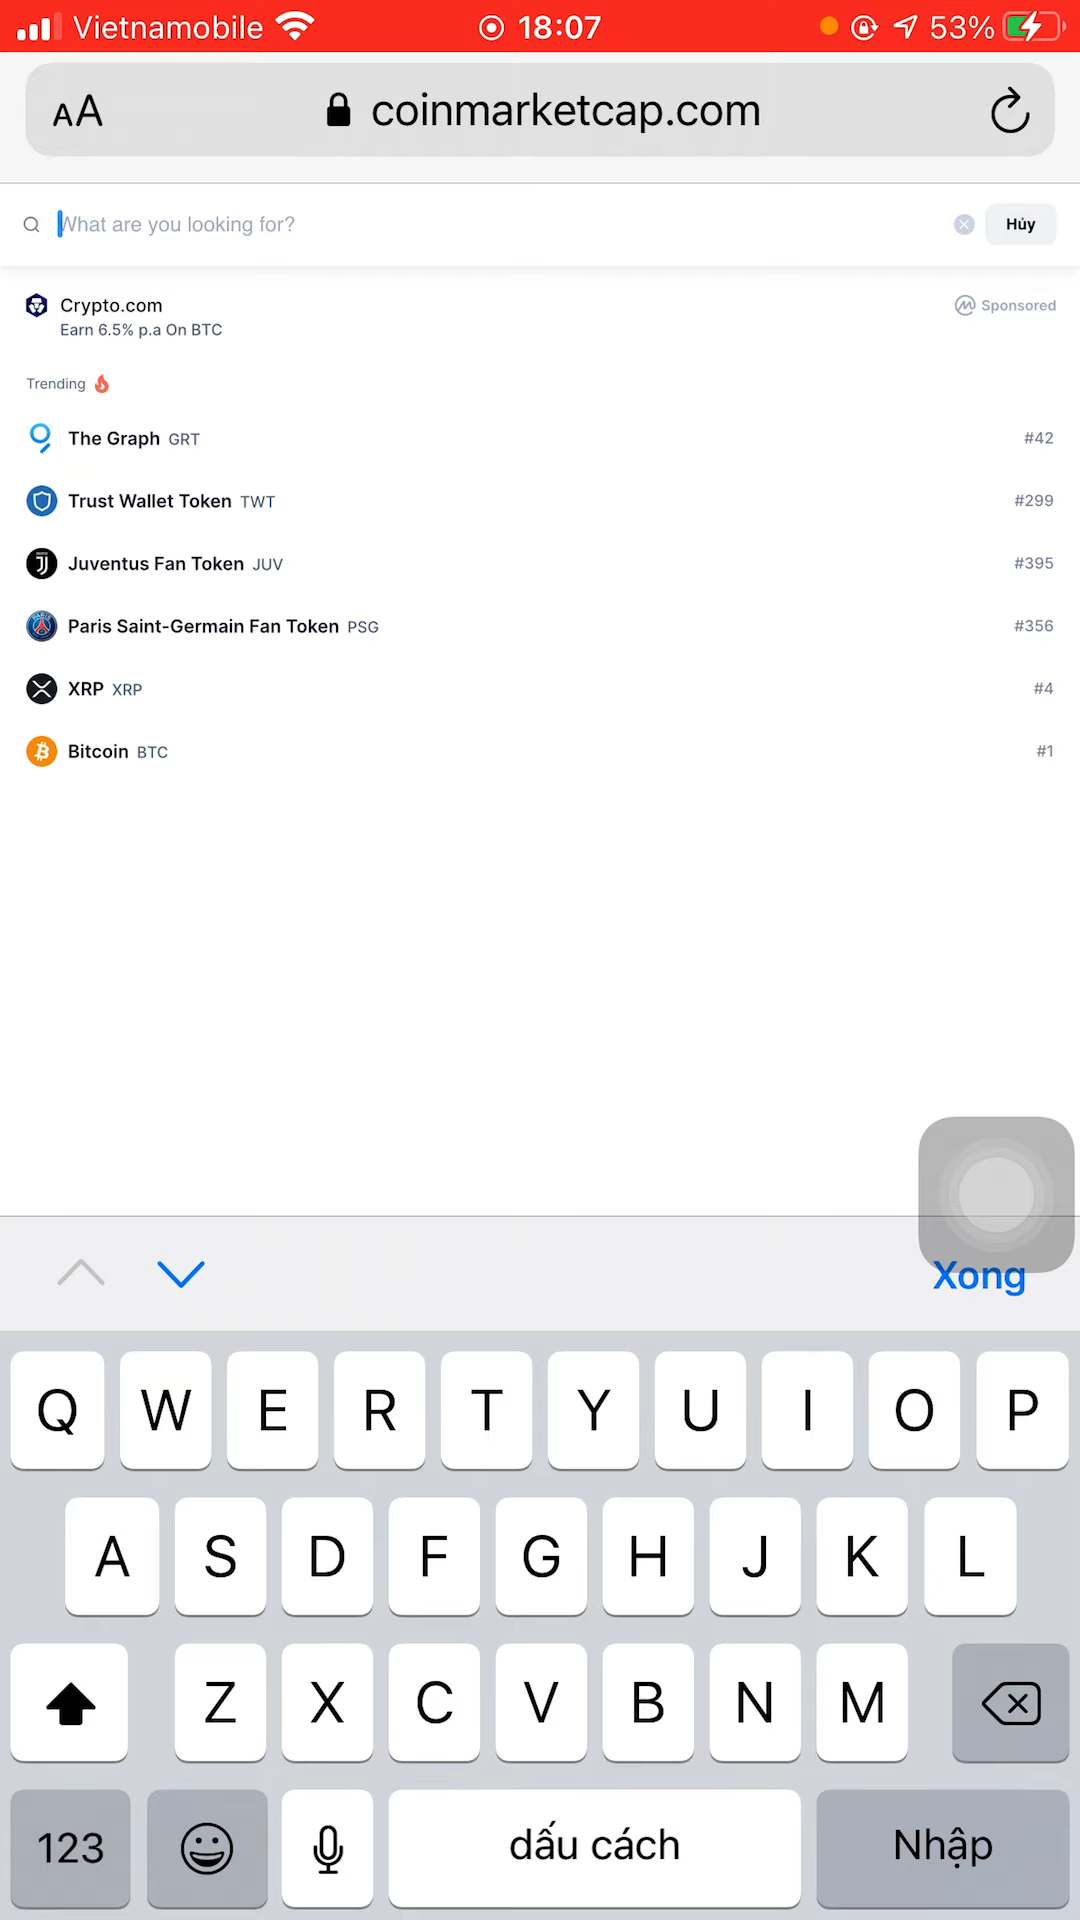 Vietnamobile 18:07 53%
AA coinmarketcap.com
What are you looking for? Hủy
Crypto.com Sponsored
Earn 6.5% p.a On BTC
Trending
The Graph GRT #42
Trust Wallet Token TWT #299
Juventus Fan Token JUV #395
Paris Saint-Germain Fan Token PSG #356
XRP XRP #4
Bitcoin BTC #1
Xong
Q W E R T Y U I O P
A S D F G H J K L
Z X C V B N M
123 dấu cách Nhập